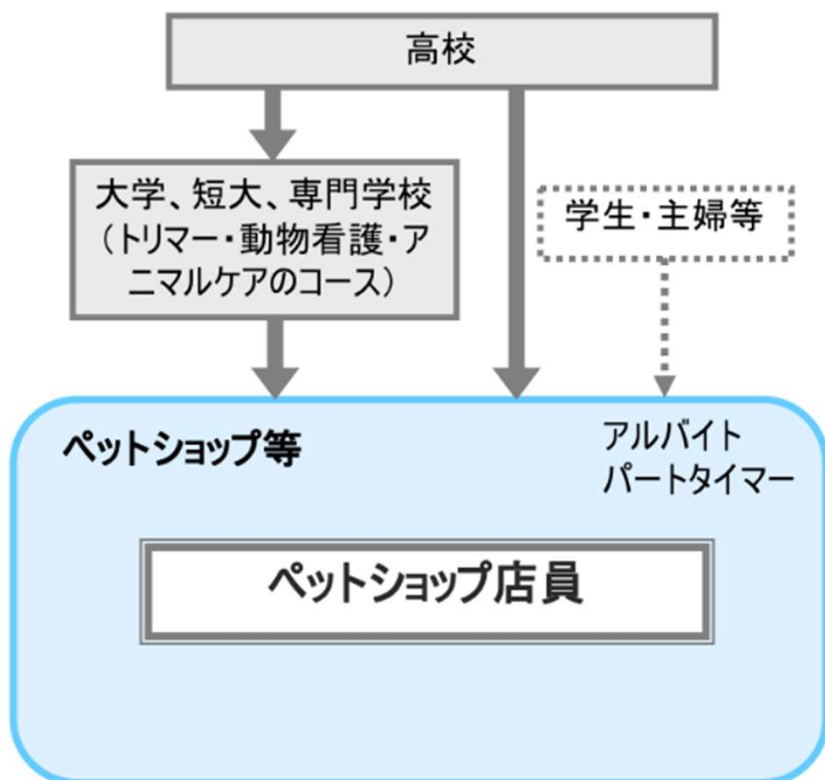 高校
大学、短大、専門学校
（トリマー・動物看護・ア
ニマルケアのコース）
学生・主婦等
ペットショップ等
アルバイト
パートタイマー
ペットショップ店員